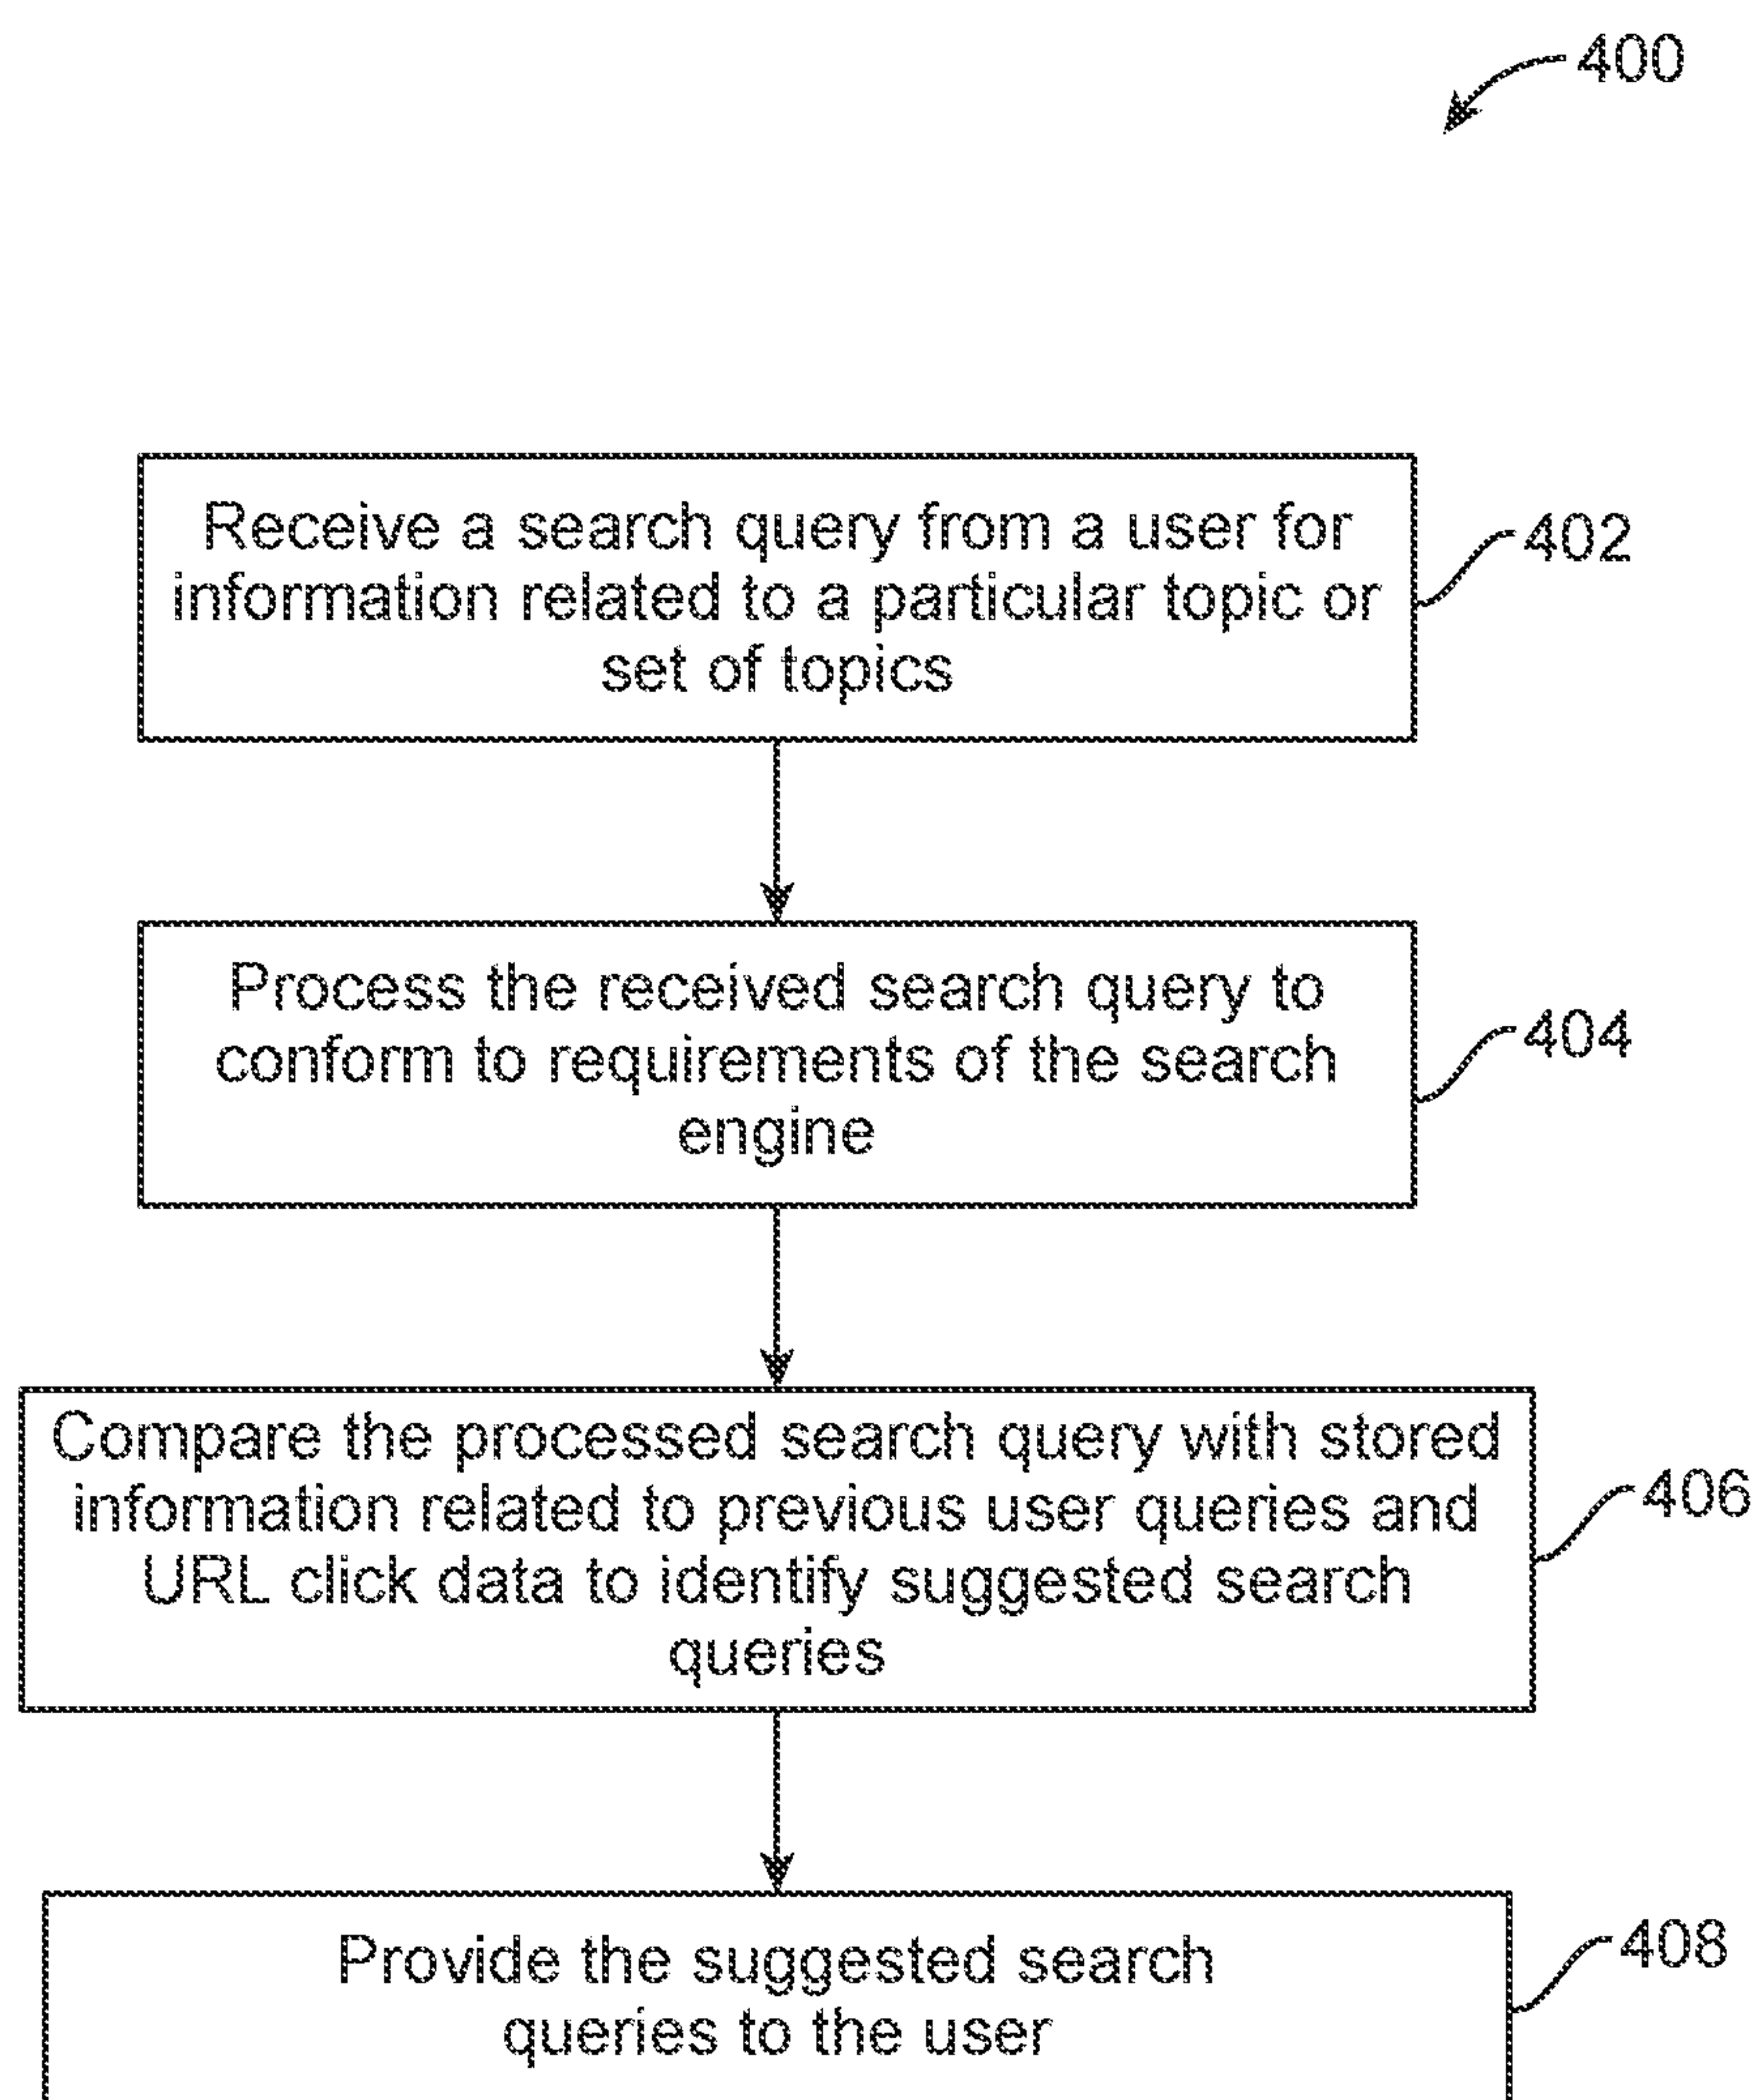 400
Receive a search query from a user for
information related to a particular topic or
set of topics
402
Process the received search query to
conform to requirements of the search
engine
404
Compare the processed search query with stored
information related to previous user queries and
URL click data to identify suggested search
queries
406
Provide the suggested search
queries to the user
408